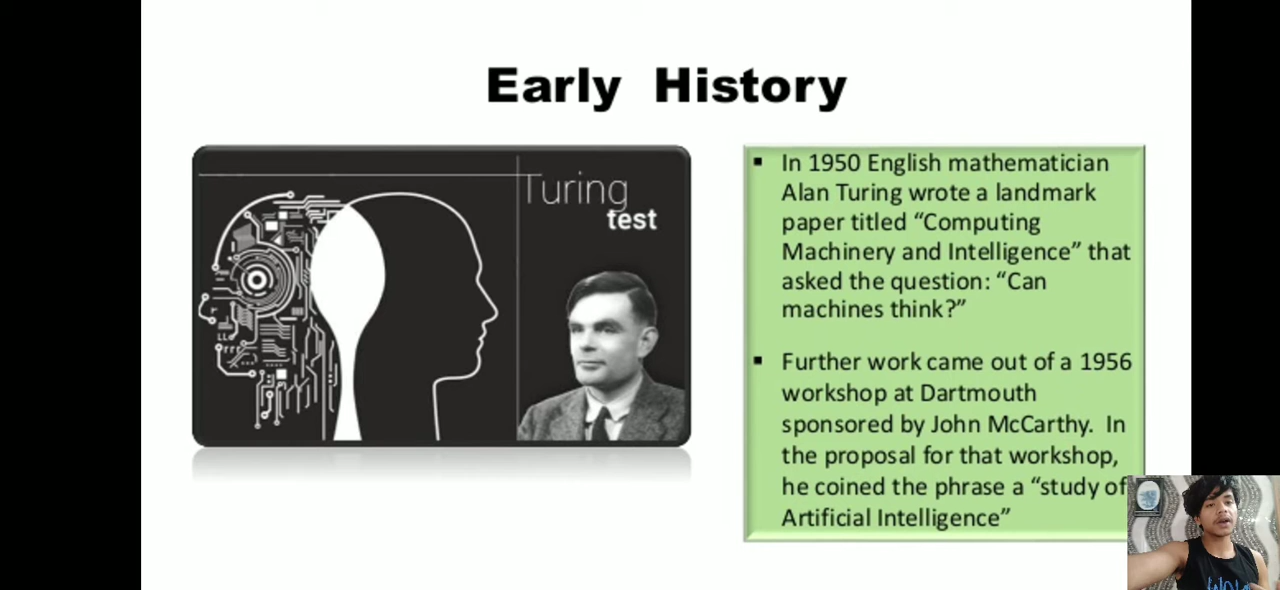 Early History
Turing
test
▪ In 1950 English mathematician
Alan Turing wrote a landmark
paper titled “Computing
Machinery and Intelligence” that
asked the question: “Can
machines think?”
▪ Further work came out of a 1956
workshop at Dartmouth
sponsored by John McCarthy. In
the proposal for that workshop,
he coined the phrase a “study of
Artificial Intelligence”